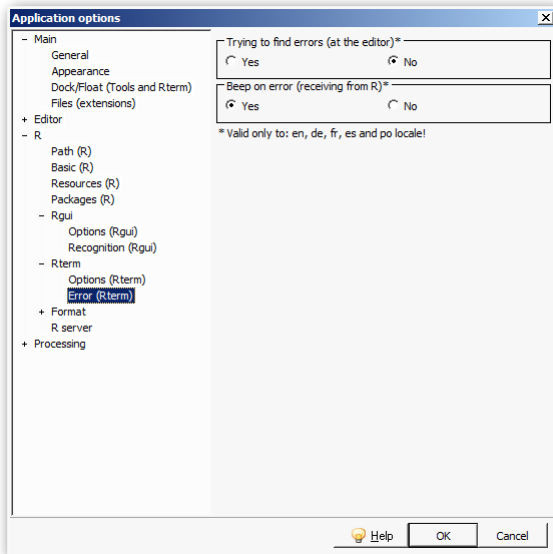 Application options
− Main
General
Appearance
Dock/Float (Tools and Rterm)
Files (extensions)
+ Editor
− R
Path (R)
Basic (R)
Resources (R)
Packages (R)
− Rgui
Options (Rgui)
Recognition (Rgui)
− Rterm
Options (Rterm)
Error (Rterm)
+ Format
R server
+ Processing
Trying to find errors (at the editor)*
Yes No
Beep on error (receiving from R)*
Yes No
* Valid only to: en, de, fr, es and po locale!
Help OK Cancel